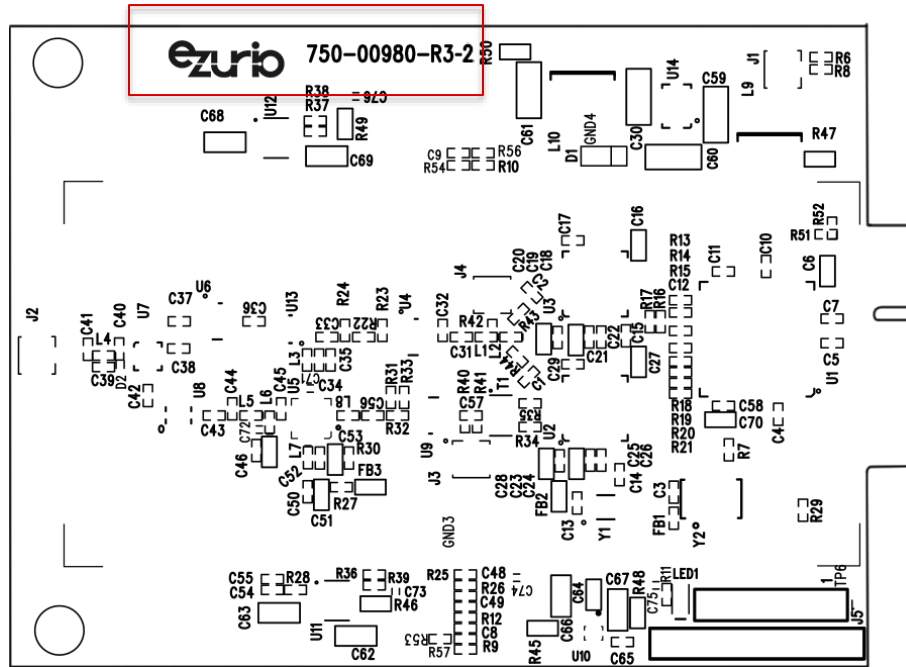 ezurio 750-00980-R3-2
R50
U14
C59
J1
R6
R8
L9
C68
U12
R38
R37
C76
R49
C69
C61
L10
GND4
D1
C30
C60
R47
C9
R56
R54
R10
R52
R51
C6
C16
C17
R13
R14
R15
C12
C11
C10
C7
C5
J4
C20
C19
C18
C2
U3
R43
R17
R16
C15
C22
C21
C27
C29
R44
C1
T1
J2
C41
L4
C40
U7
C37
U6
C36
U13
R24
R23
U4
C32
R42
C33
R22
C31
L1
L2
C39
D2
C38
C42
U8
C44
C43
L5
L6
C45
L3
C71
C35
U5
C34
R31
R33
L8
C56
R32
R40
R41
C57
R35
R34
U2
R18
R19
R20
R21
C58
C70
C4
U1
R7
C72
C46
L7
C52
C53
R30
FB3
C50
C51
R27
U9
J3
GND3
C28
C23
C24
FB2
C13
Y1
C25
C26
C14
C3
FB1
Y2
R29
C55
C54
R28
C63
U11
R36
R39
C73
R46
C62
R25
C48
R26
C49
R12
C8
R9
R53
R57
C74
C66
C64
C67
R48
C75
R11
LED1
1
TP6
J5
R45
U10
C65